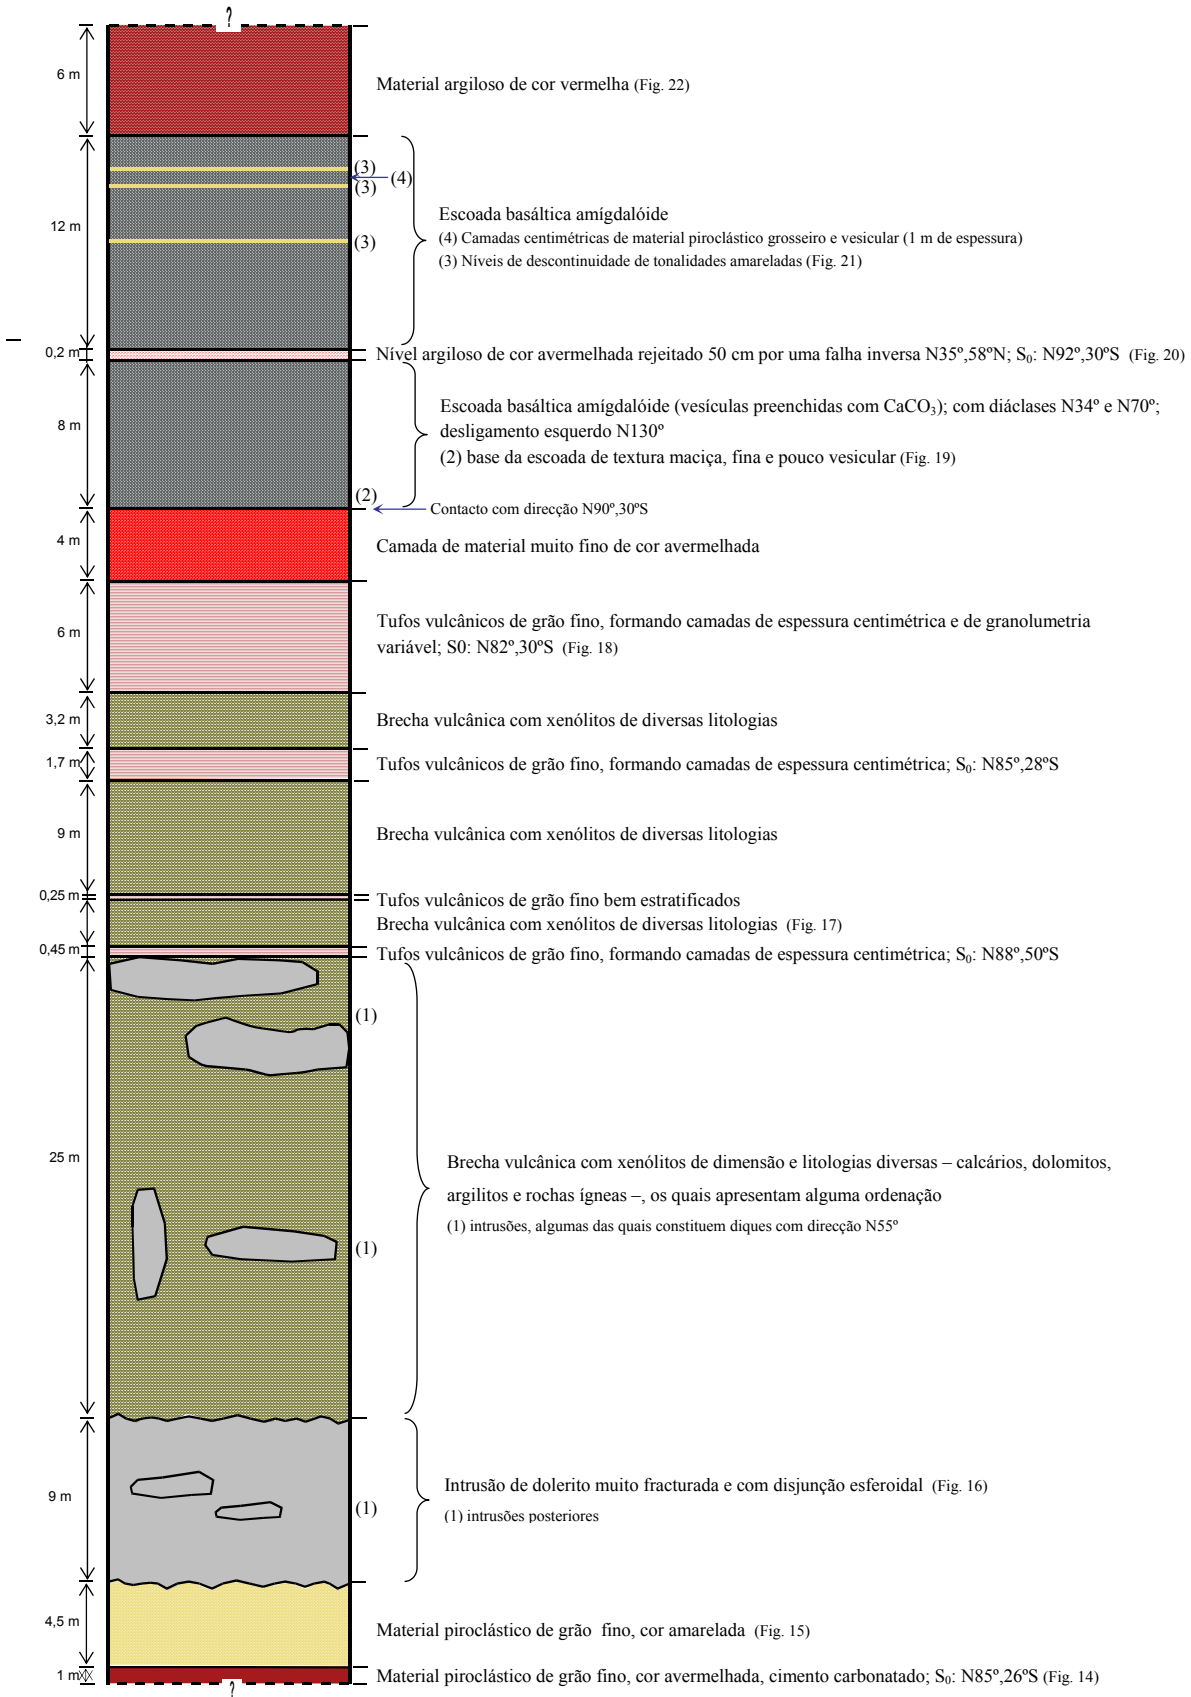 ?
6 m
Material argiloso de cor vermelha (Fig. 22)
(3)
(4)
(3)
12 m
(3)
Escoada basáltica amígdalóide
(4) Camadas centimétricas de material piroclástico grosseiro e vesicular (1 m de espessura)
(3) Níveis de descontinuidade de tonalidades amareladas (Fig. 21)
0,2 m
Nível argiloso de cor avermelhada rejeitado 50 cm por uma falha inversa N35º,58ºN; S0: N92º,30ºS (Fig. 20)
8 m
Escoada basáltica amígdalóide (vesículas preenchidas com CaCO3); com diáclases N34º e N70º;
desligamento esquerdo N130º
(2) base da escoada de textura maciça, fina e pouco vesicular (Fig. 19)
(2)
Contacto com direcção N90º,30ºS
4 m
Camada de material muito fino de cor avermelhada
6 m
Tufos vulcânicos de grão fino, formando camadas de espessura centimétrica e de granolumetria
variável; S0: N82º,30ºS (Fig. 18)
3,2 m
Brecha vulcânica com xenólitos de diversas litologias
1,7 m
Tufos vulcânicos de grão fino, formando camadas de espessura centimétrica; S0: N85º,28ºS
9 m
Brecha vulcânica com xenólitos de diversas litologias
0,25 m
Tufos vulcânicos de grão fino bem estratificados
Brecha vulcânica com xenólitos de diversas litologias (Fig. 17)
0,45 m
Tufos vulcânicos de grão fino, formando camadas de espessura centimétrica; S0: N88º,50ºS
(1)
25 m
Brecha vulcânica com xenólitos de dimensão e litologias diversas – calcários, dolomitos,
argilitos e rochas ígneas –, os quais apresentam alguma ordenação
(1) intrusões, algumas das quais constituem diques com direcção N55º
(1)
9 m
Intrusão de dolerito muito fracturada e com disjunção esferoidal (Fig. 16)
(1) intrusões posteriores
(1)
4,5 m
Material piroclástico de grão fino, cor amarelada (Fig. 15)
1 m
Material piroclástico de grão fino, cor avermelhada, cimento carbonatado; S0: N85º,26ºS (Fig. 14)
?